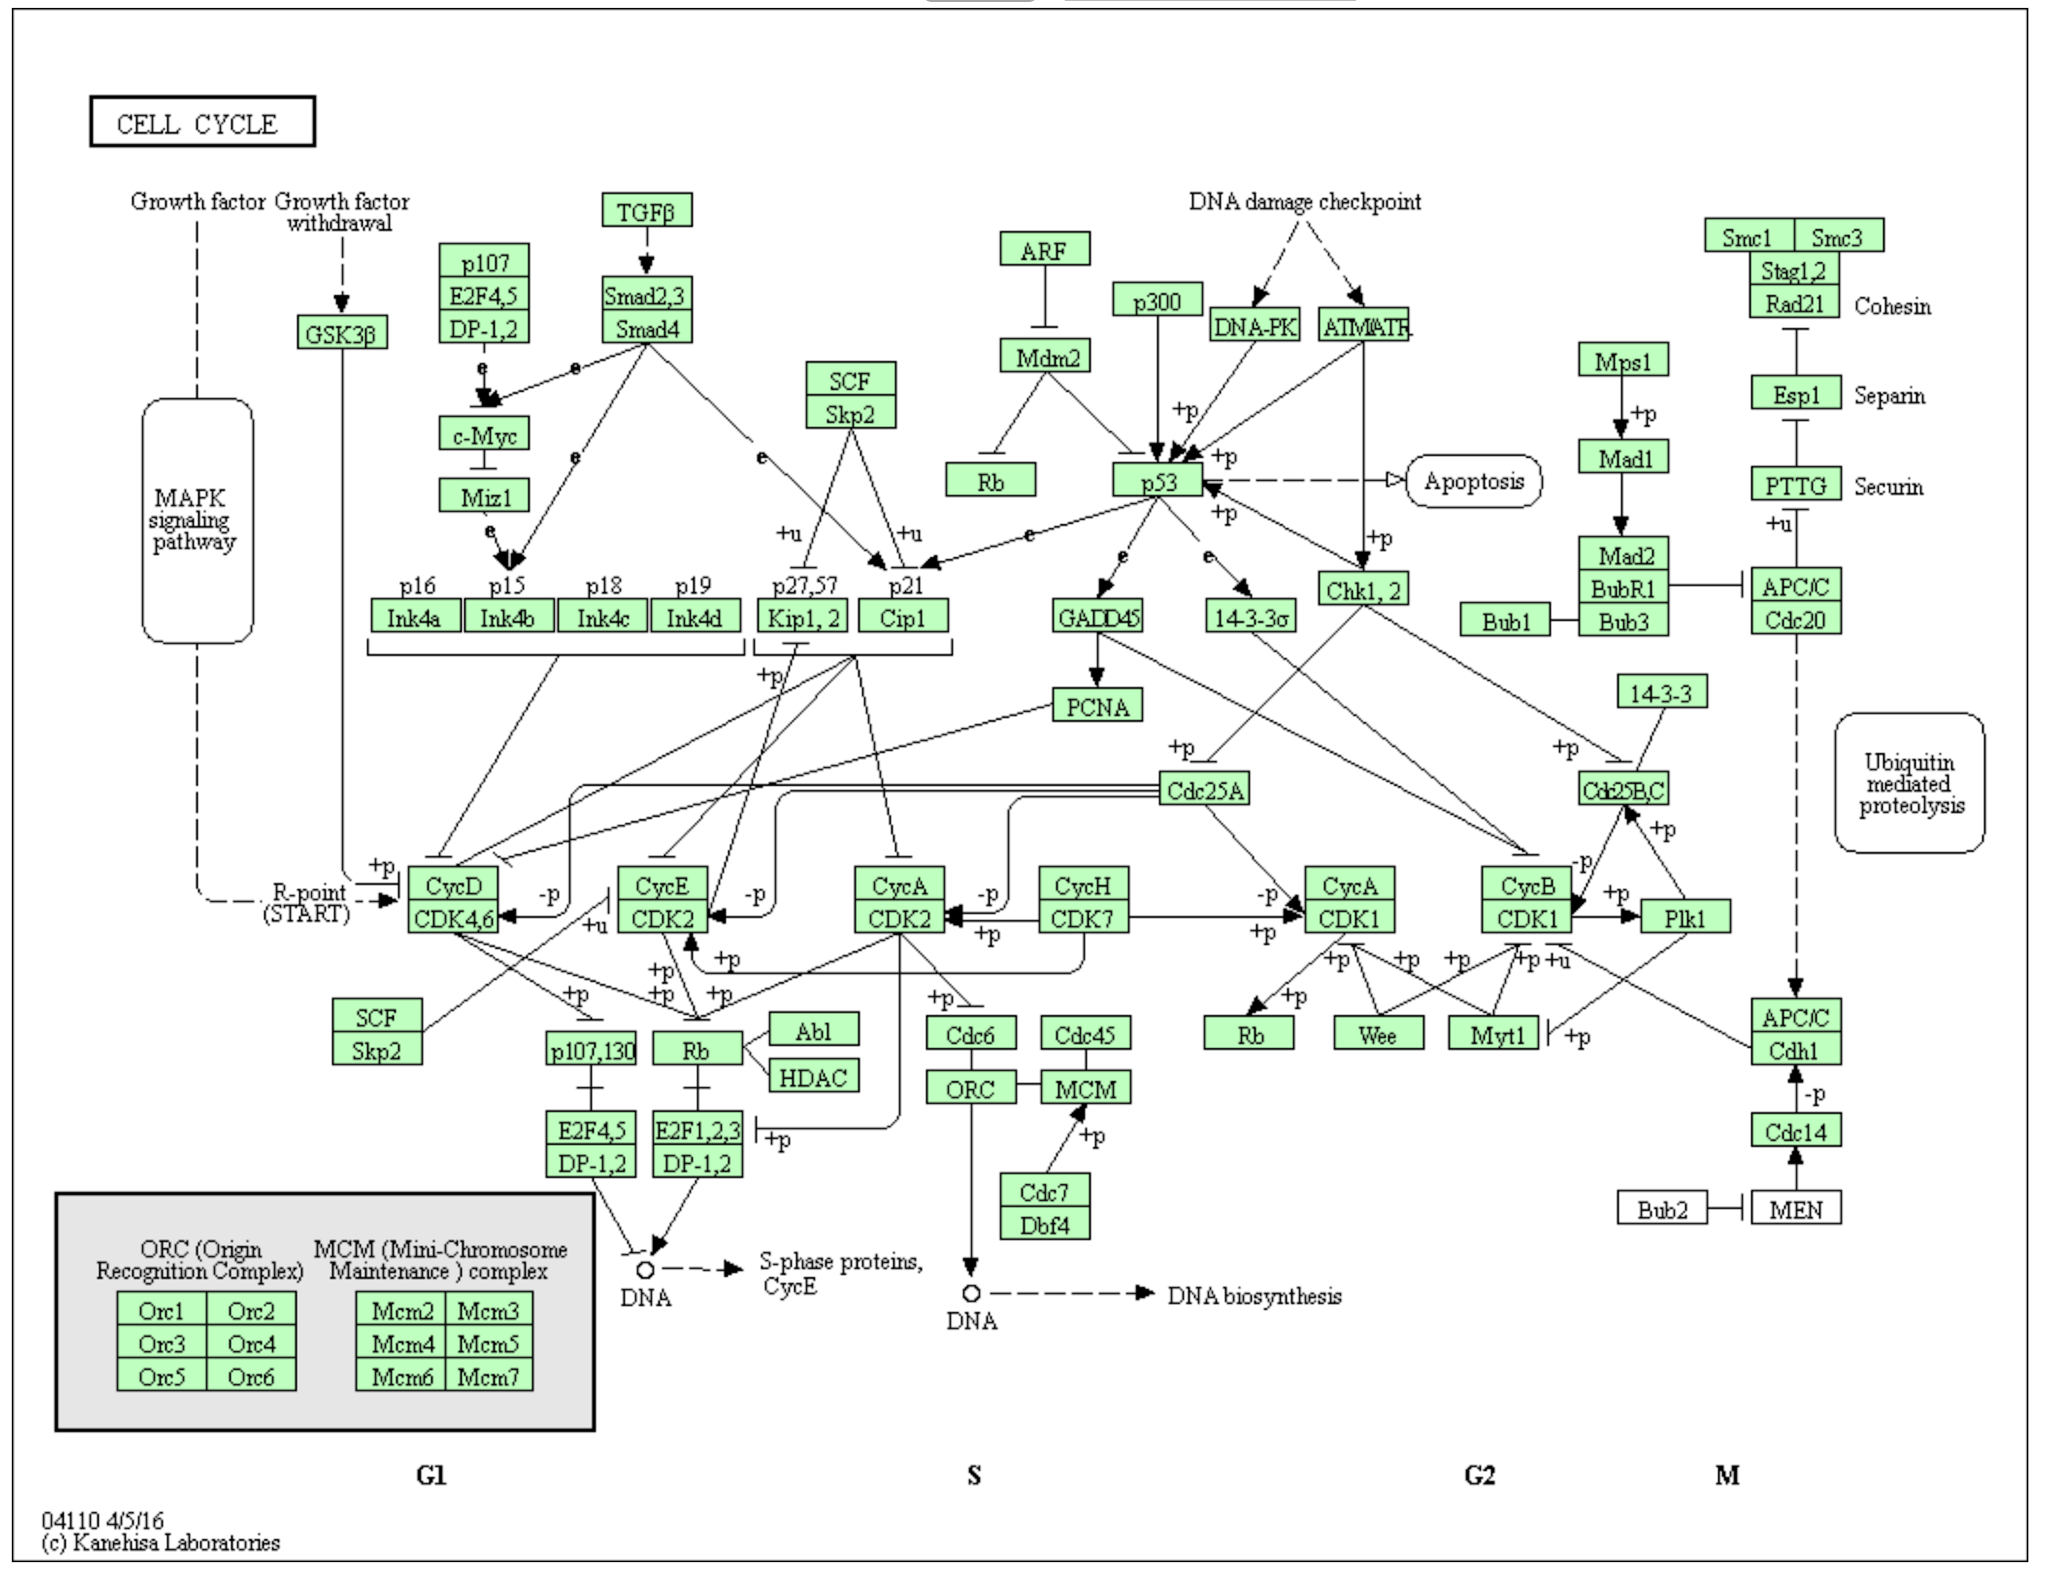 CELL CYCLE
Growth factor
Growth factor
withdrawal
TGFβ
DNA damage checkpoint
ARF
Smc1
Smc3
p107
Stag1,2
E2F4,5
Smad2,3
p300
Rad21
Cohesin
GSK3β
DP-1,2
Smad4
DNA-PK
ATM/ATR
Mdm2
Mps1
e
e
SCF
Esp1
Separin
Skp2
+p
+p
c-Myc
e
e
+p
Mad1
Rb
p53
Apoptosis
PTTG
Securin
MAPK
signaling
pathway
Miz1
+p
+u
e
+u
+u
e
+p
e
e
Mad2
p16
p15
p18
p19
p27,57
p21
Chk1, 2
BubR1
APC/C
Ink4a
Ink4b
Ink4c
Ink4d
Kip1, 2
Cip1
GADD45
14-3-3σ
Bub1
Bub3
Cdc20
+p
14-3-3
PCNA
+p
+p
Ubiquitin
mediated
proteolysis
Cdc25A
Cdc25B,C
+p
+p
-p
R-point
(START)
CycD
CycE
CycA
CycH
CycA
CycB
-p
-p
-p
-p
+p
CDK4,6
CDK2
CDK2
CDK7
CDK1
CDK1
Plk1
+u
+p
+p
+p
+p
+p
+p
+p
+p
+u
+p
+p
+p
+p
+p
SCF
Skp2
APC/C
Cdh1
p107,130
Rb
Abl
HDAC
Cdc6
Cdc45
Rb
Wee
Myt1
+p
ORC
MCM
-p
E2F4,5
E2F1,2,3
+p
+p
Cdc14
DP-1,2
DP-1,2
Cdc7
Dbf4
Bub2
MEN
ORC (Origin
Recognition Complex)
MCM (Mini-Chromosome
Maintenance ) complex
DNA
S-phase proteins,
CycE
DNA
DNA biosynthesis
Orc1
Orc2
Mcm2
Mcm3
Orc3
Orc4
Mcm4
Mcm5
Orc5
Orc6
Mcm6
Mcm7
G1
S
G2
M
04110 4/5/16
(c) Kanehisa Laboratories